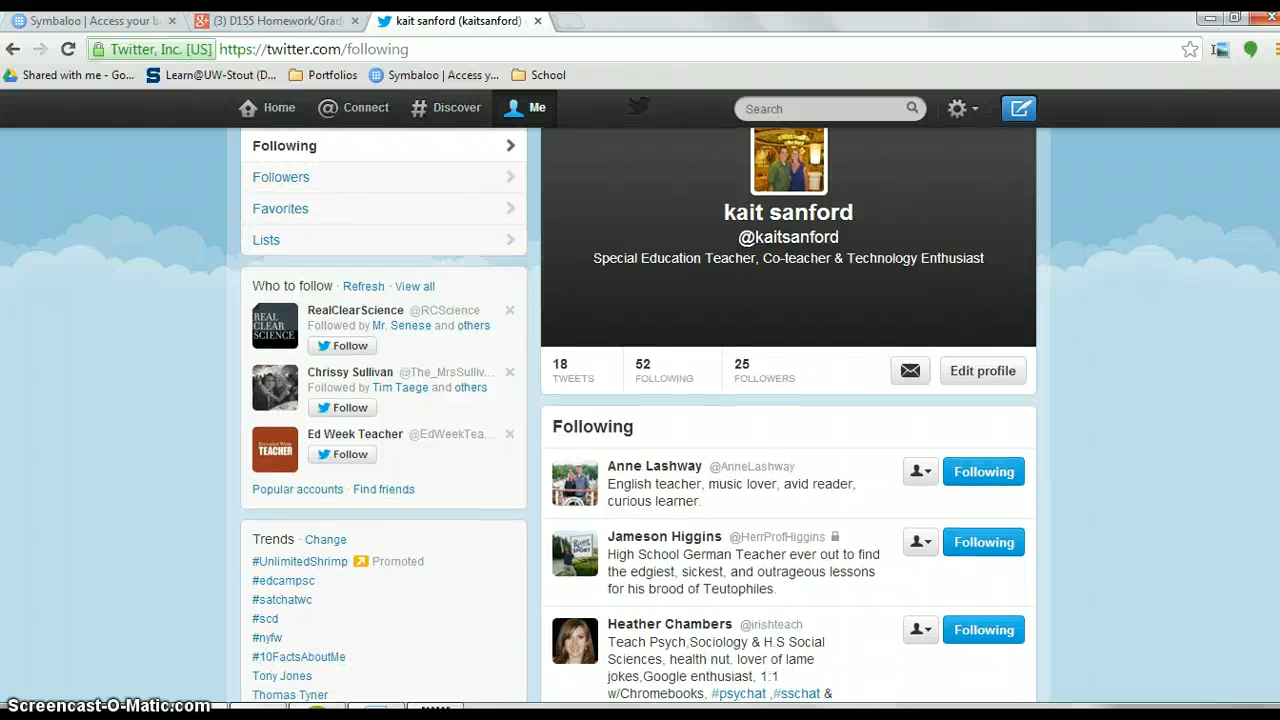 Symbaloo | Access your b
(3) D155 Homework/Grad
kait sanford (kaitsanford)
Twitter, Inc. [US]
https://twitter.com/following
Shared with me - Go...
Learn@UW-Stout (D...
Portfolios
Symbaloo | Access y...
School
Home
@ Connect
# Discover
Me
Search
Following
Followers
Favorites
Lists
Who to follow · Refresh · View all
RealClearScience @RCScience
Followed by Mr. Senese and others
Follow
REAL
CLEAR
SCIENCE
Chrissy Sullivan @The_MrsSulliv...
Followed by Tim Taege and others
Follow
Ed Week Teacher @EdWeekTea...
Follow
TEACHER
Popular accounts · Find friends
Trends · Change
#UnlimitedShrimp Promoted
#edcampsc
#satchatwc
#scd
#nyfw
#10FactsAboutMe
Tony Jones
Thomas Tyner
kait sanford
@kaitsanford
Special Education Teacher, Co-teacher & Technology Enthusiast
18
TWEETS
52
FOLLOWING
25
FOLLOWERS
Edit profile
Following
Anne Lashway @AnneLashway
English teacher, music lover, avid reader,
curious learner.
Following
Jameson Higgins @HerrProfHiggins
High School German Teacher ever out to find
the edgiest, sickest, and outrageous lessons
for his brood of Teutophiles.
Following
Heather Chambers @irishteach
Teach Psych,Sociology & H.S Social
Sciences, health nut, lover of lame
jokes,Google enthusiast, 1:1
w/Chromebooks, #psychat ,#sschat &
Following
Screencast-O-Matic.com